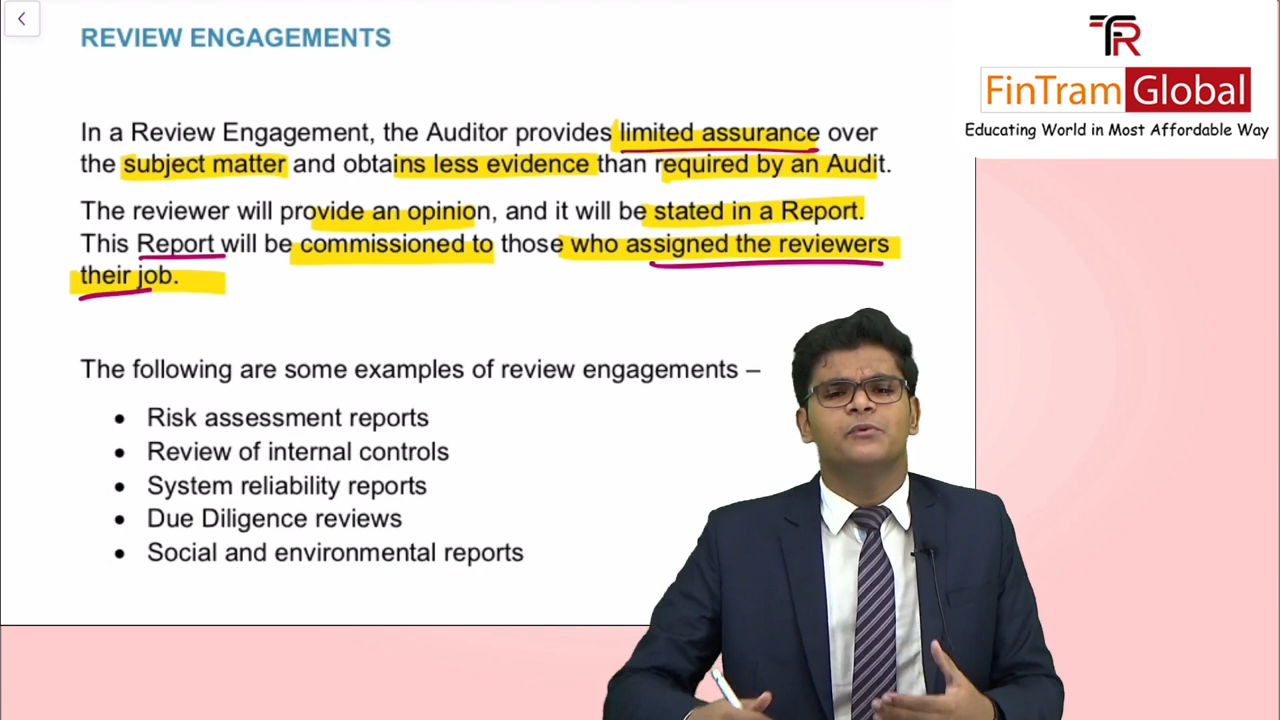 REVIEW ENGAGEMENTS
In a Review Engagement, the Auditor provides limited assurance over
the subject matter and obtains less evidence than required by an Audit.
The reviewer will provide an opinion, and it will be stated in a Report.
This Report will be commissioned to those who assigned the reviewers
their job.
The following are some examples of review engagements –
• Risk assessment reports
• Review of internal controls
• System reliability reports
• Due Diligence reviews
• Social and environmental reports
TR
FinTram Global
Educating World in Most Affordable Way